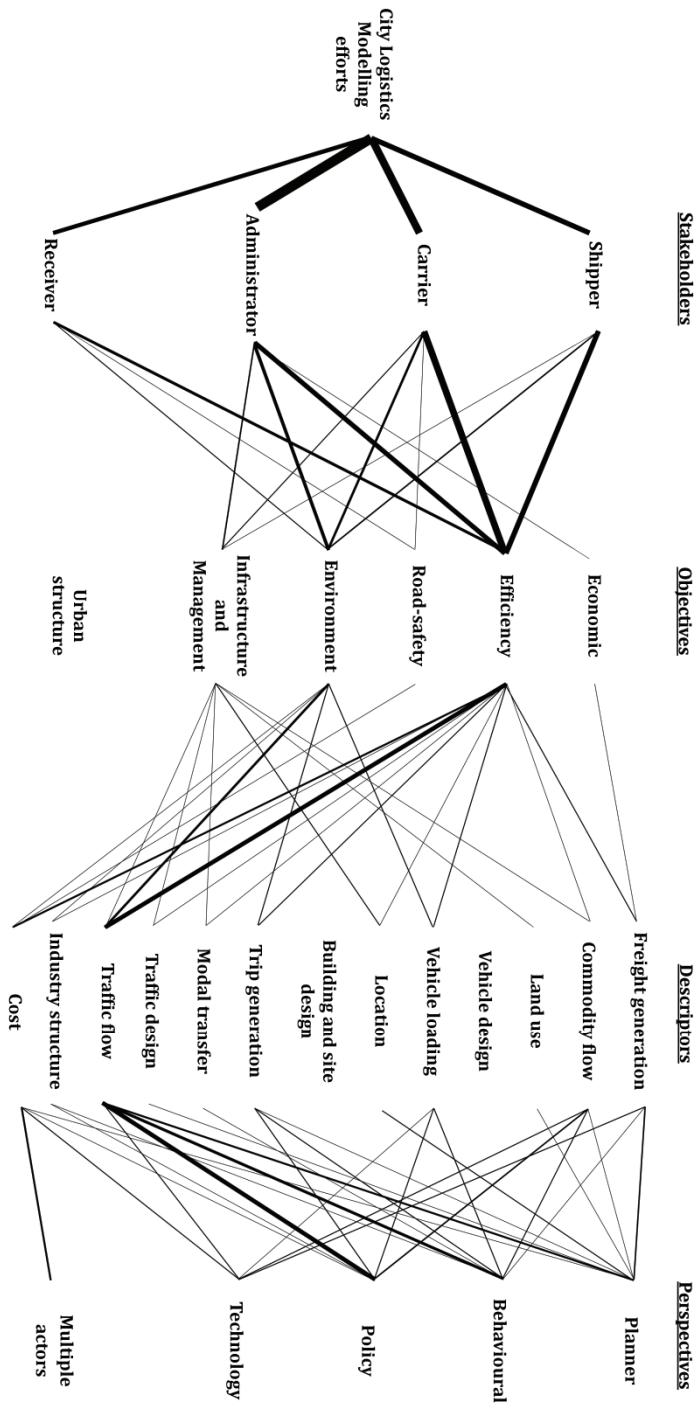 City Logistics
Modelling
efforts
Stakeholders
Shipper
Carrier
Administrator
Receiver
Objectives
Economic
Efficiency
Road-safety
Environment
Infrastructure
and
Management
Urban
structure
Descriptors
Freight generation
Commodity flow
Land use
Vehicle design
Vehicle loading
Location
Building and site
design
Trip generation
Modal transfer
Traffic design
Traffic flow
Industry structure
Cost
Perspectives
Planner
Behavioural
Policy
Technology
Multiple
actors